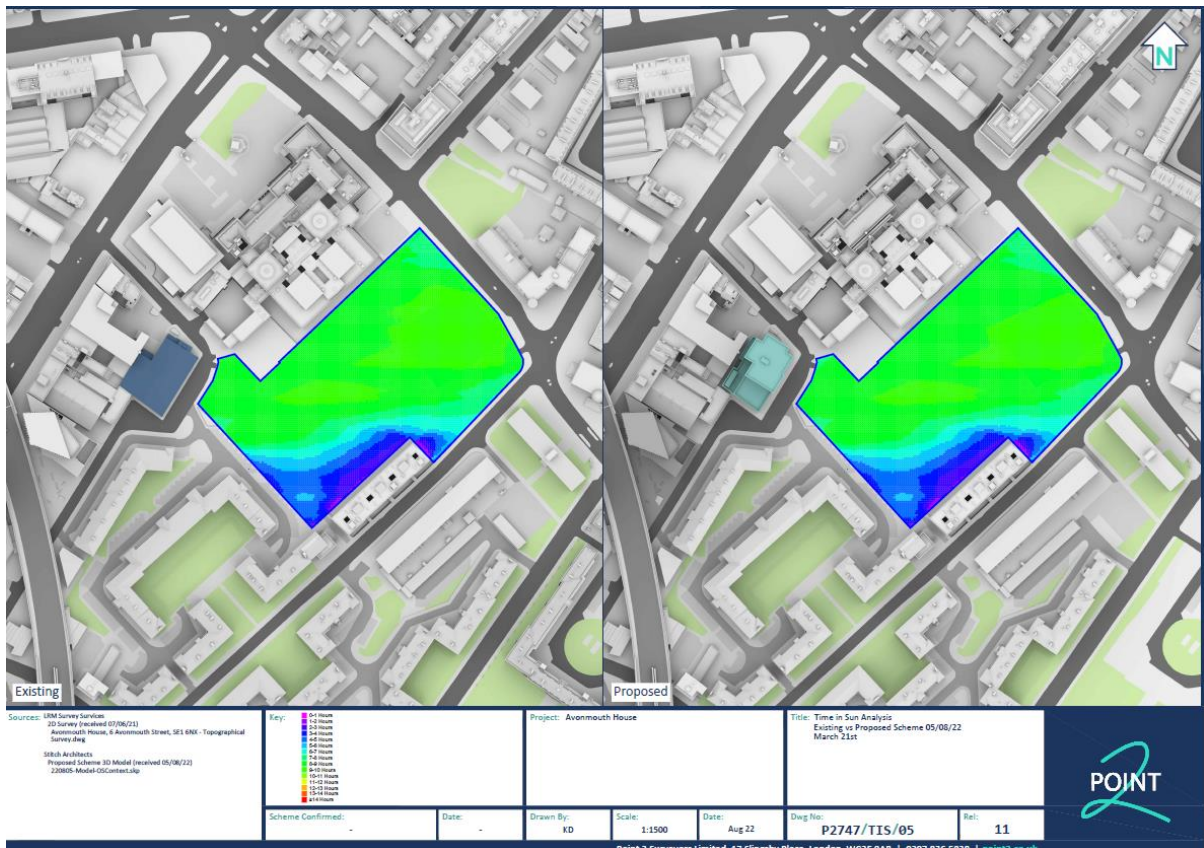 N
Existing
Proposed
Sources: LRM Survey Survices
2D Survey (received 07/06/21)
Avonmouth House, 6 Avonmouth Street, SE1 6NX - Topographical
Survey.dwg
Stitch Architects
Proposed Scheme 3D Model (received 05/08/22)
220805-Model-OSContext.skp
Key:
0-1 Hours
1-2 Hours
2-3 Hours
3-4 Hours
4-5 Hours
5-6 Hours
6-7 Hours
7-8 Hours
8-9 Hours
9-10 Hours
10-11 Hours
11-12 Hours
12-13 Hours
13-14 Hours
≥14 Hours
Project: Avonmouth House
Title: Time in Sun Analysis
Existing vs Proposed Scheme 05/08/22
March 21st
POINT 2
Scheme Confirmed:
-
Date:
-
Drawn By:
KD
Scale:
1:1500
Date:
Aug 22
Dwg No:
P2747/TIS/05
Rel:
11